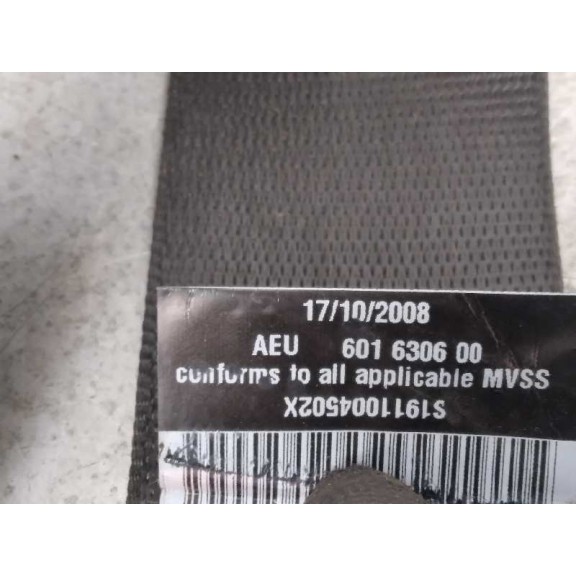 17/10/2008
AEU 601 6306 00
conforms to all applicable MVSS
S1911004502X